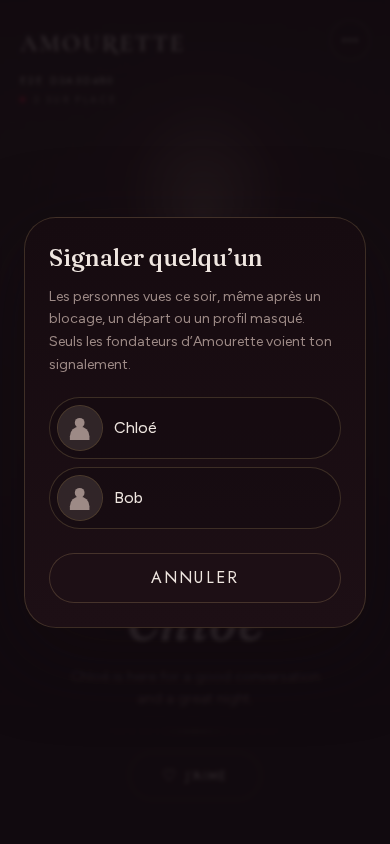 AMOURETTE
Signaler quelqu’un
Les personnes vues ce soir, même après un
blocage, un départ ou un profil masqué.
Seuls les fondateurs d’Amourette voient ton
signalement.
Chloé
Bob
ANNULER
Chloé